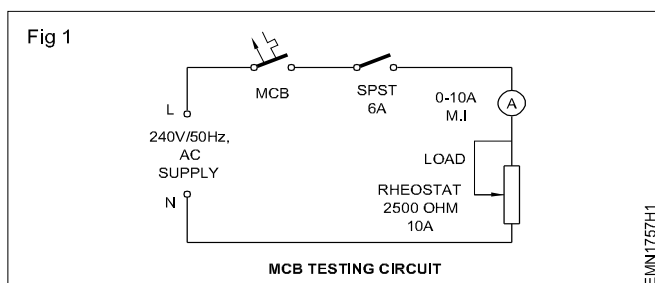 Fig 1
MCB
SPST
6A
0-10A
M.I
A
L
240V/50Hz,
AC
SUPPLY
N
LOAD
RHEOSTAT
2500 OHM
10A
MCB TESTING CIRCUIT
EMN1757H1